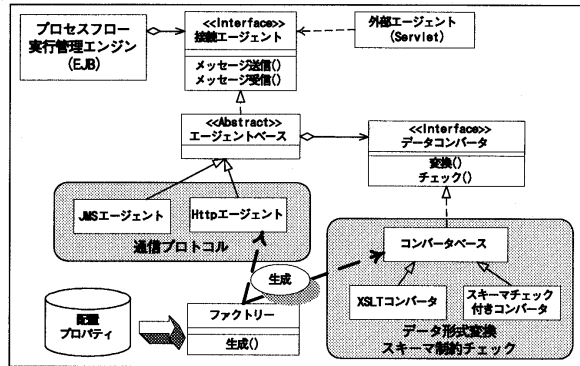 プロセスフロー
実行管理エンジン
(EJB)
<<Interface>>
接続エージェント
メッセージ送信()
メッセージ受信()
外部エージェント
(Servlet)
<<Abstract>>
エージェントベース
<<Interface>>
データコンバータ
変換()
チェック()
JMSエージェント
Httpエージェント
通信プロトコル
コンバータベース
XSLTコンバータ
スキーマチェック
付きコンバータ
データ形式変換
スキーマ制約チェック
生成
配置
プロパティ
ファクトリー
生成()